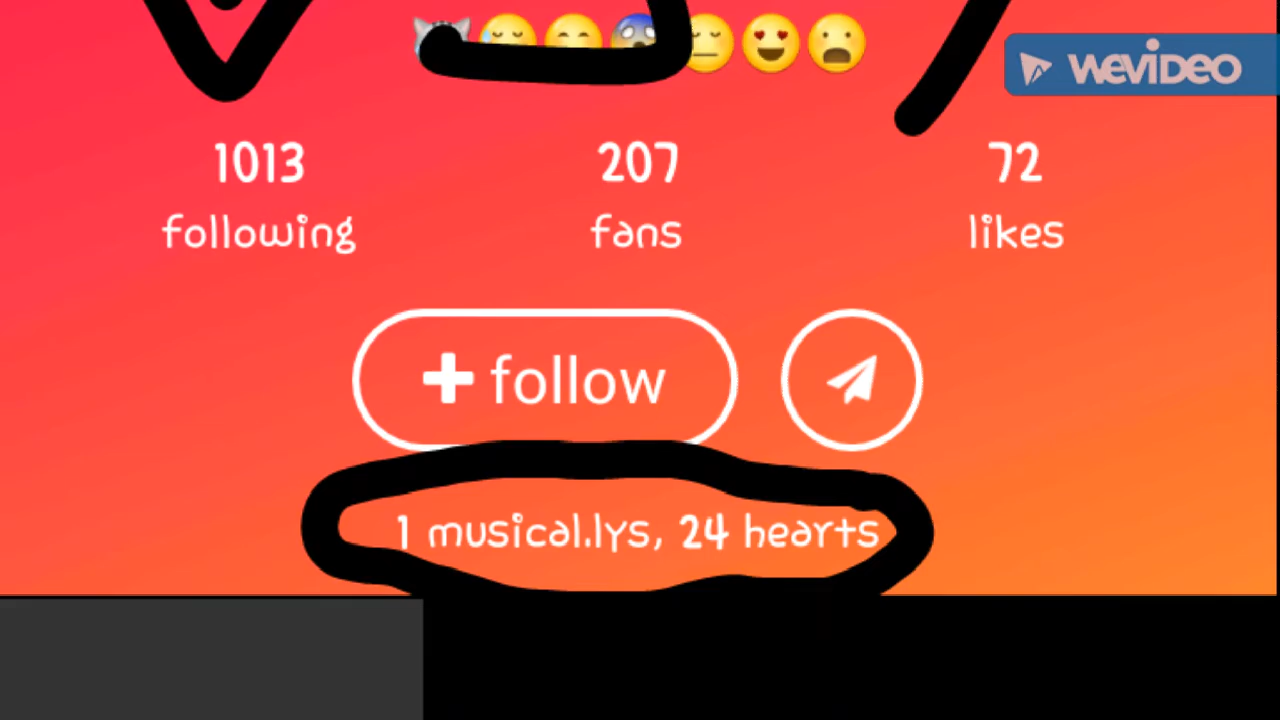 WEVIDEO
1013 207 72
following fans likes
+ follow
1 musical.lys, 24 hearts